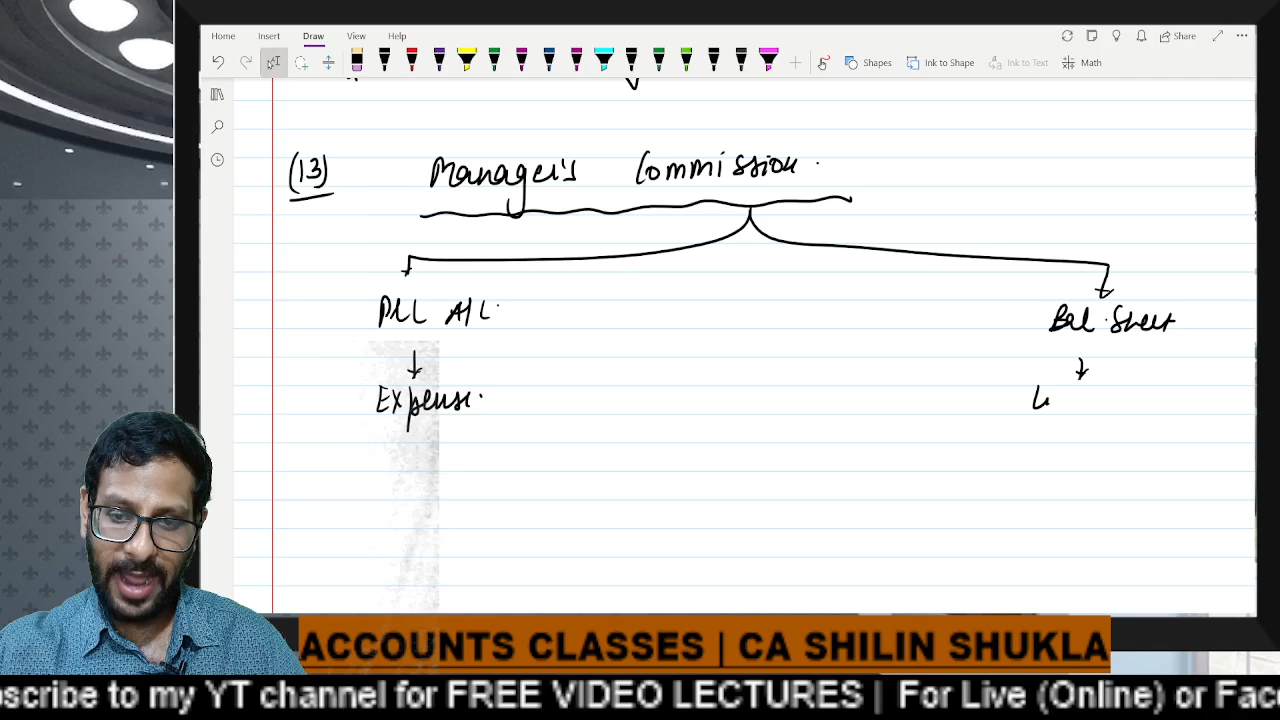 Home Insert Draw View Help
Share
Shapes Ink to Shape Ink to Text Math
(13) Manager's Commission.
P&L A/c. Bal. Sheet
Expense.
L
ACCOUNTS CLASSES | CA SHILIN SHUKLA
bscribe to my YT channel for FREE VIDEO LECTURES | For Live (Online) or Fac